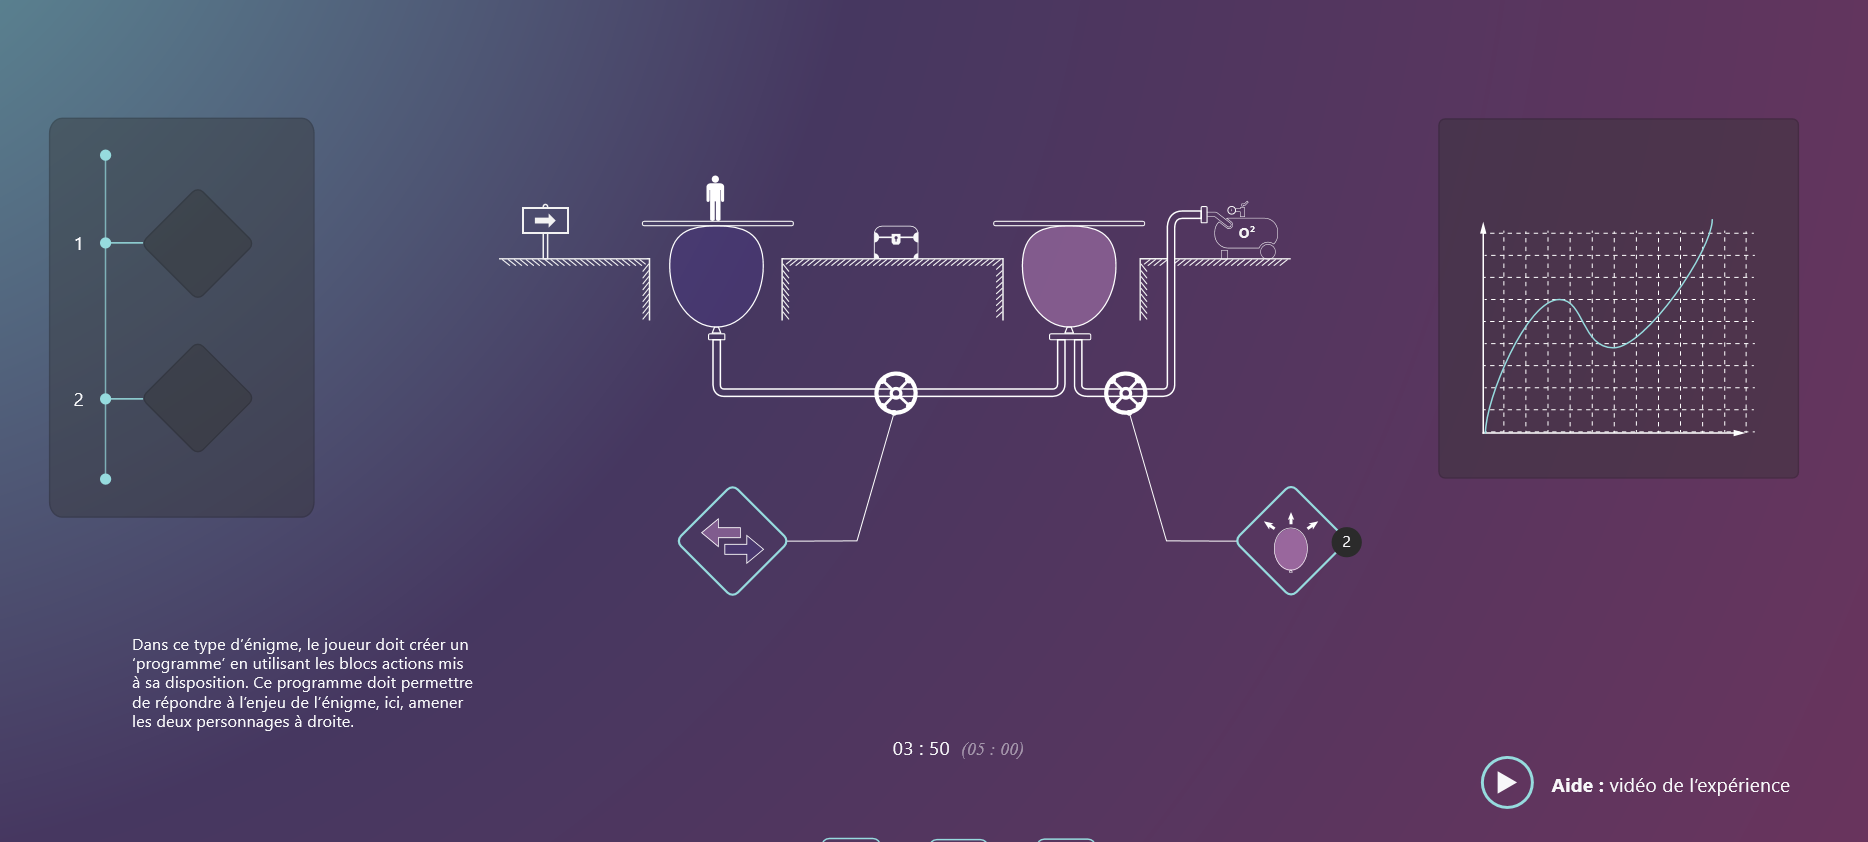 O²
1
2
2
Dans ce type d’énigme, le joueur doit créer un
‘programme’ en utilisant les blocs actions mis
à sa disposition. Ce programme doit permettre
de répondre à l’enjeu de l’énigme, ici, amener
les deux personnages à droite.
03 : 50 (05 : 00)
Aide : vidéo de l’expérience